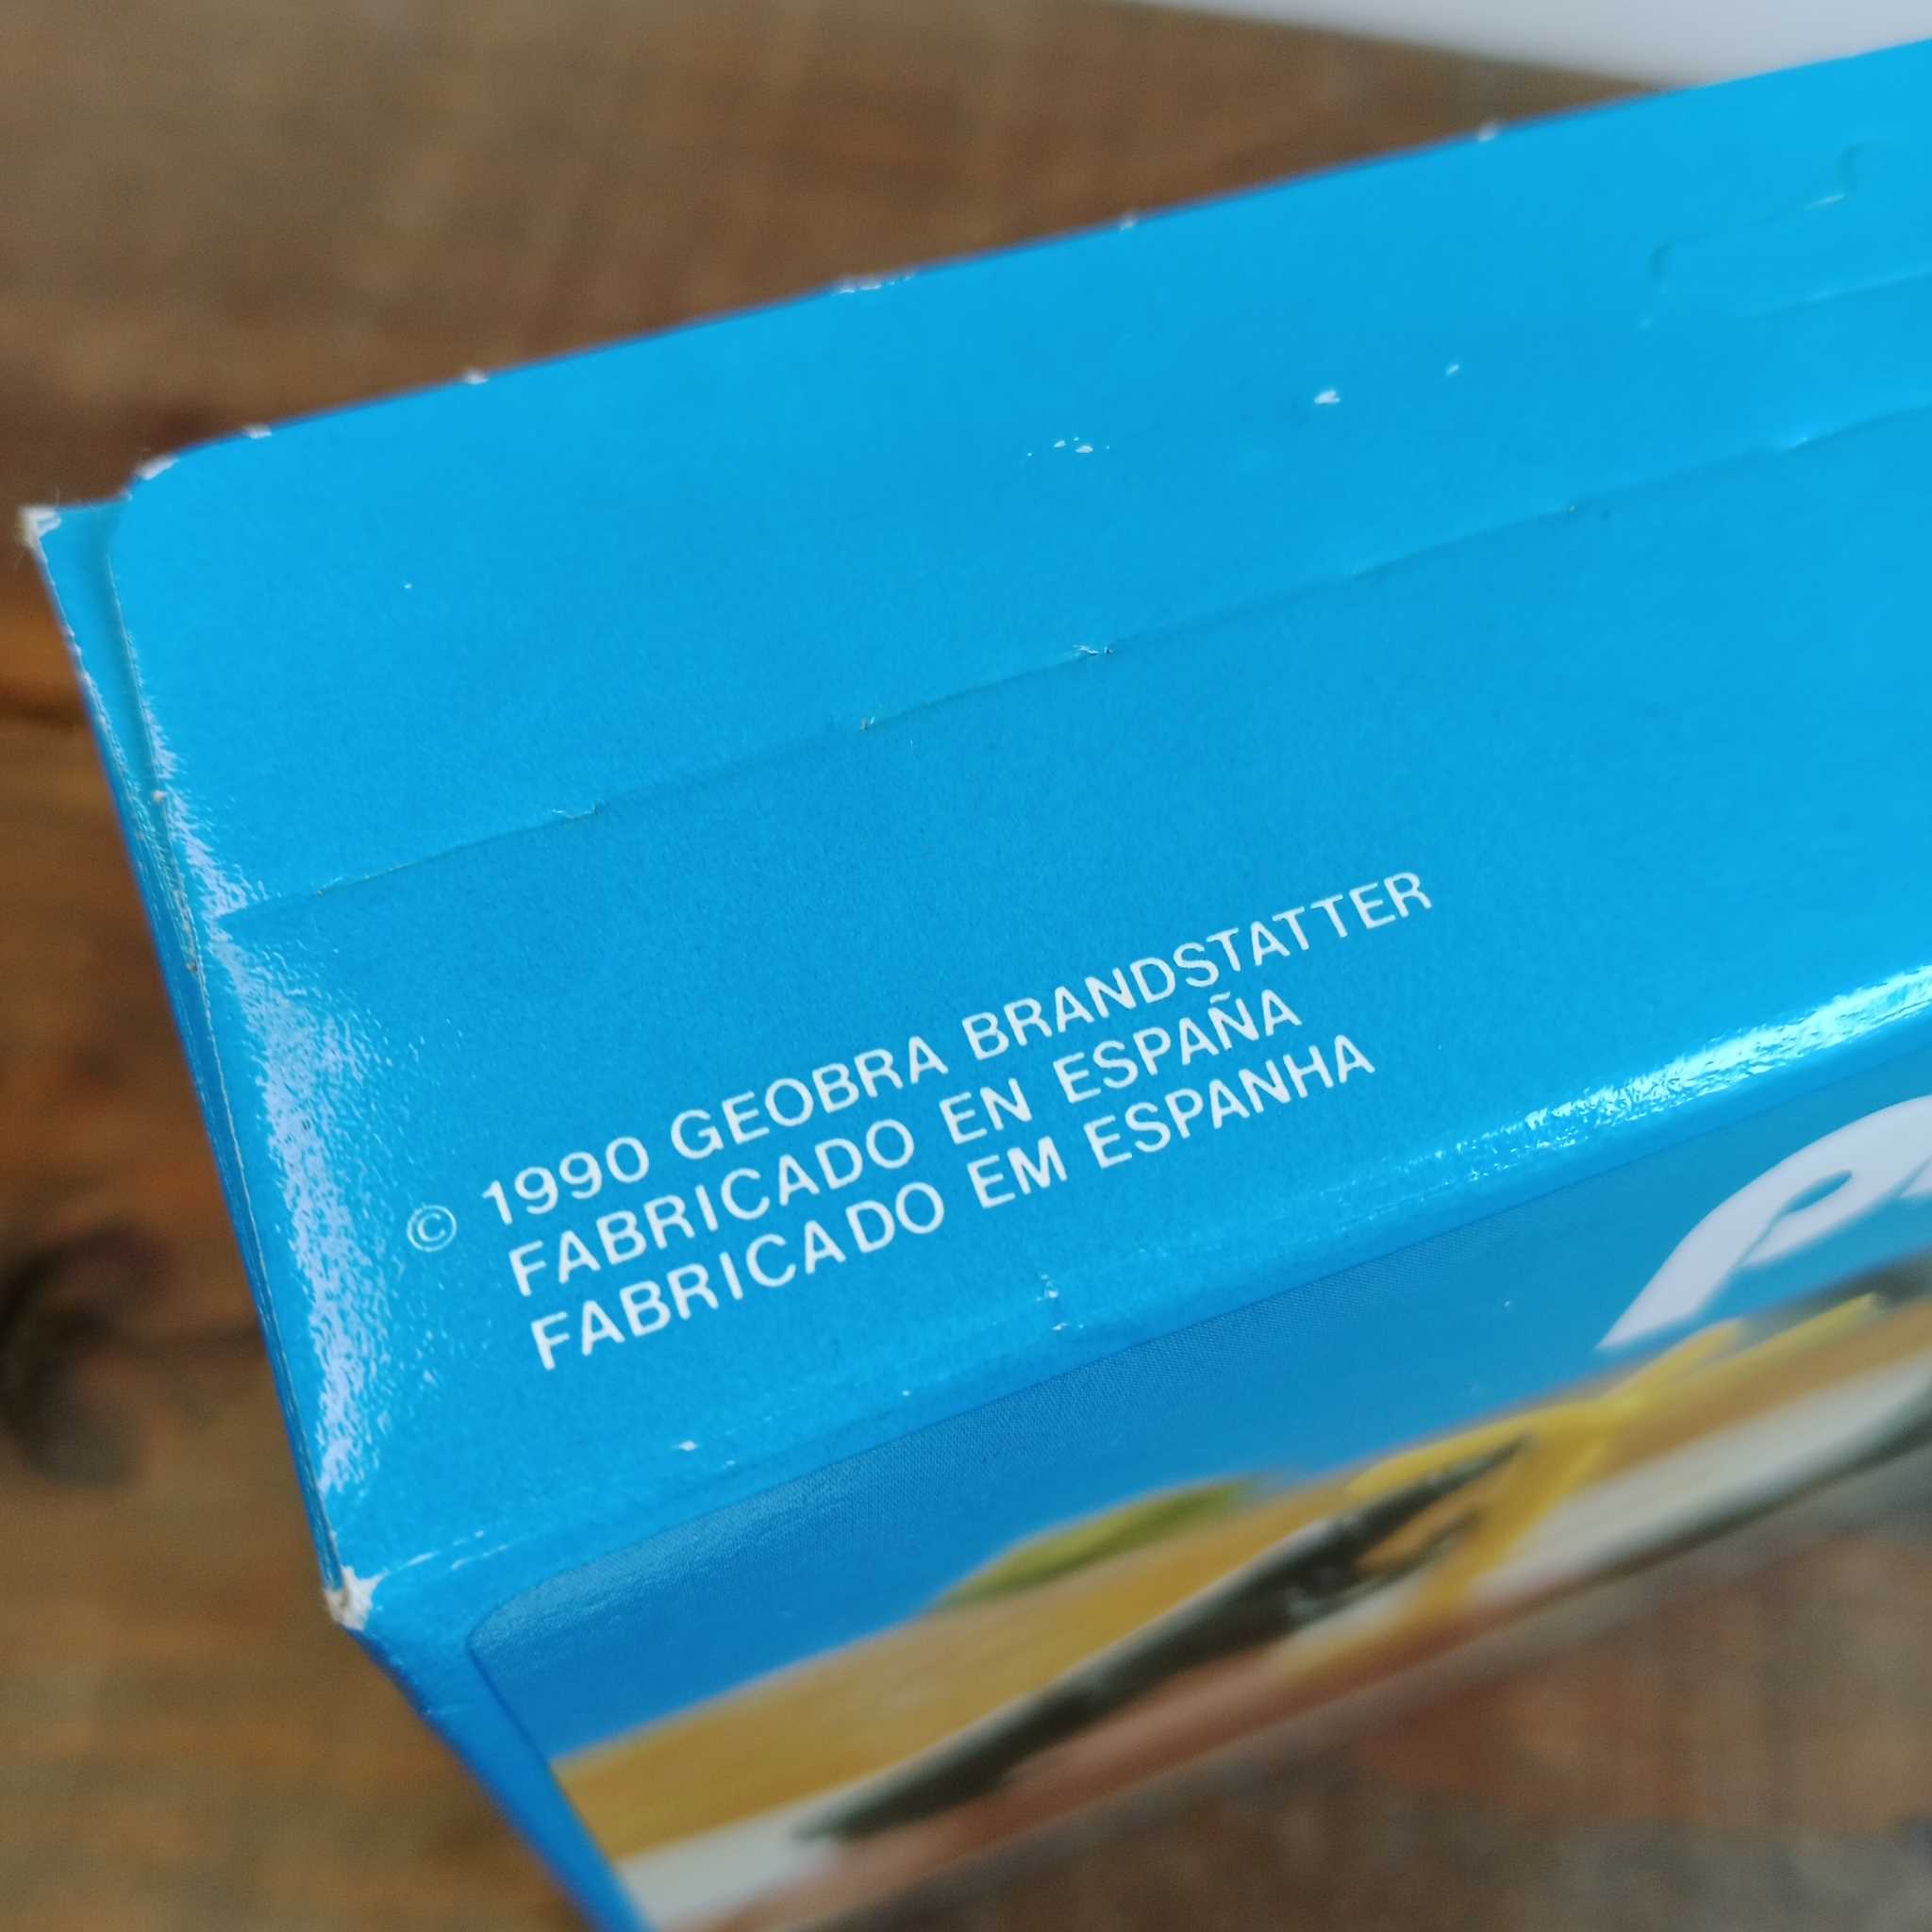 © 1990 GEOBRA BRANDSTATTER
FABRICADO EN ESPAÑA
FABRICADO EM ESPANHA